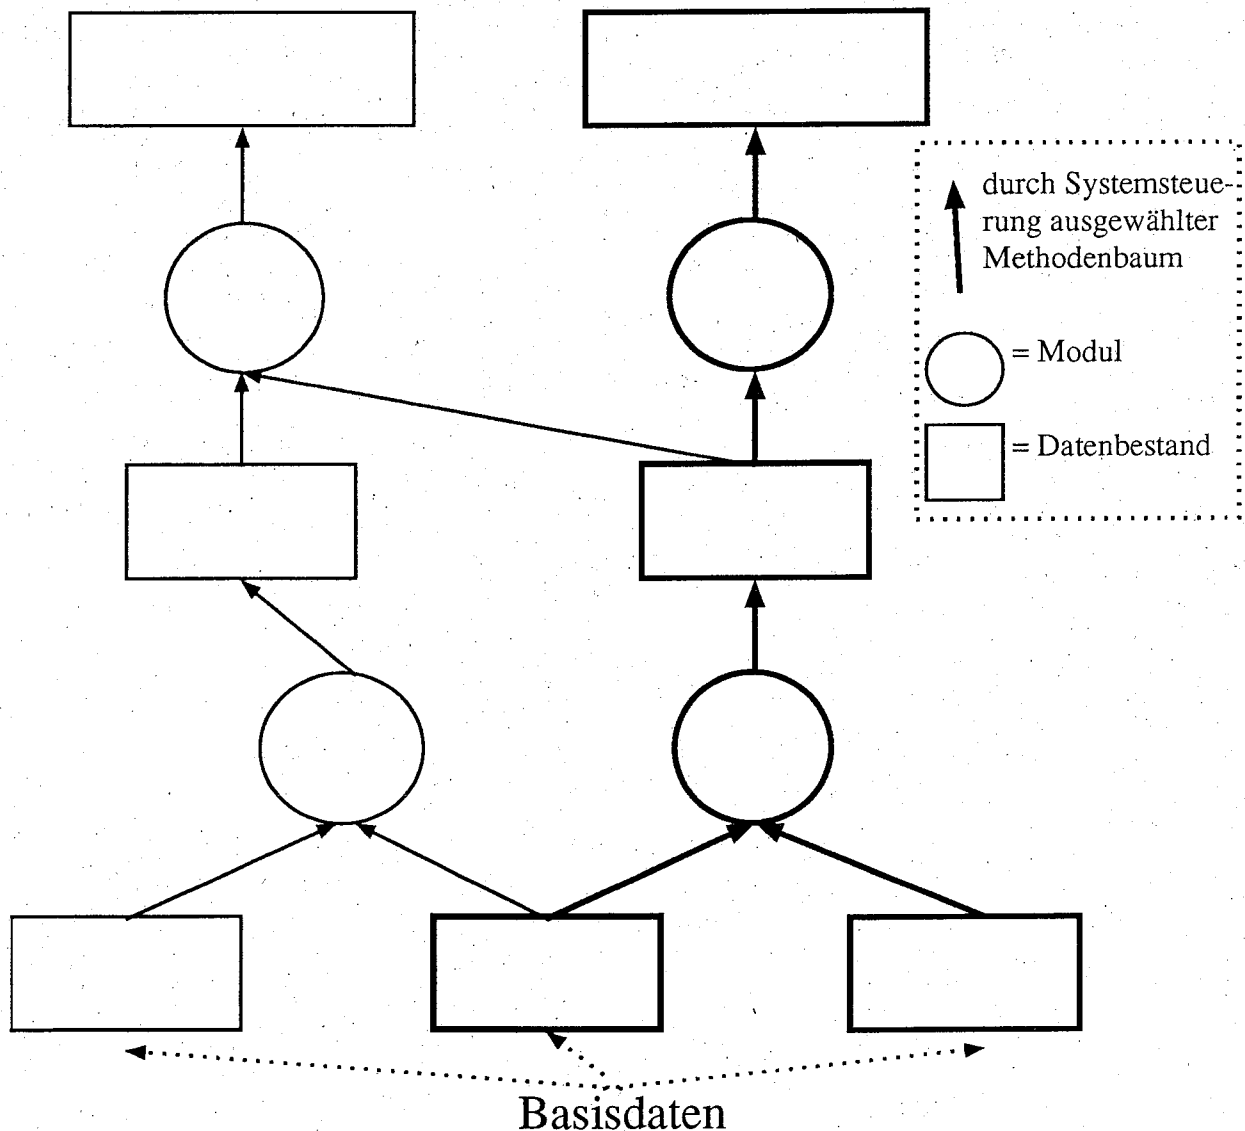 durch Systemsteue-
rung ausgewählter
Methodenbaum
= Modul
= Datenbestand
Basisdaten